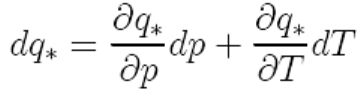 dq_* = \frac{\partial q_*}{\partial p} dp + \frac{\partial q_*}{\partial T} dT